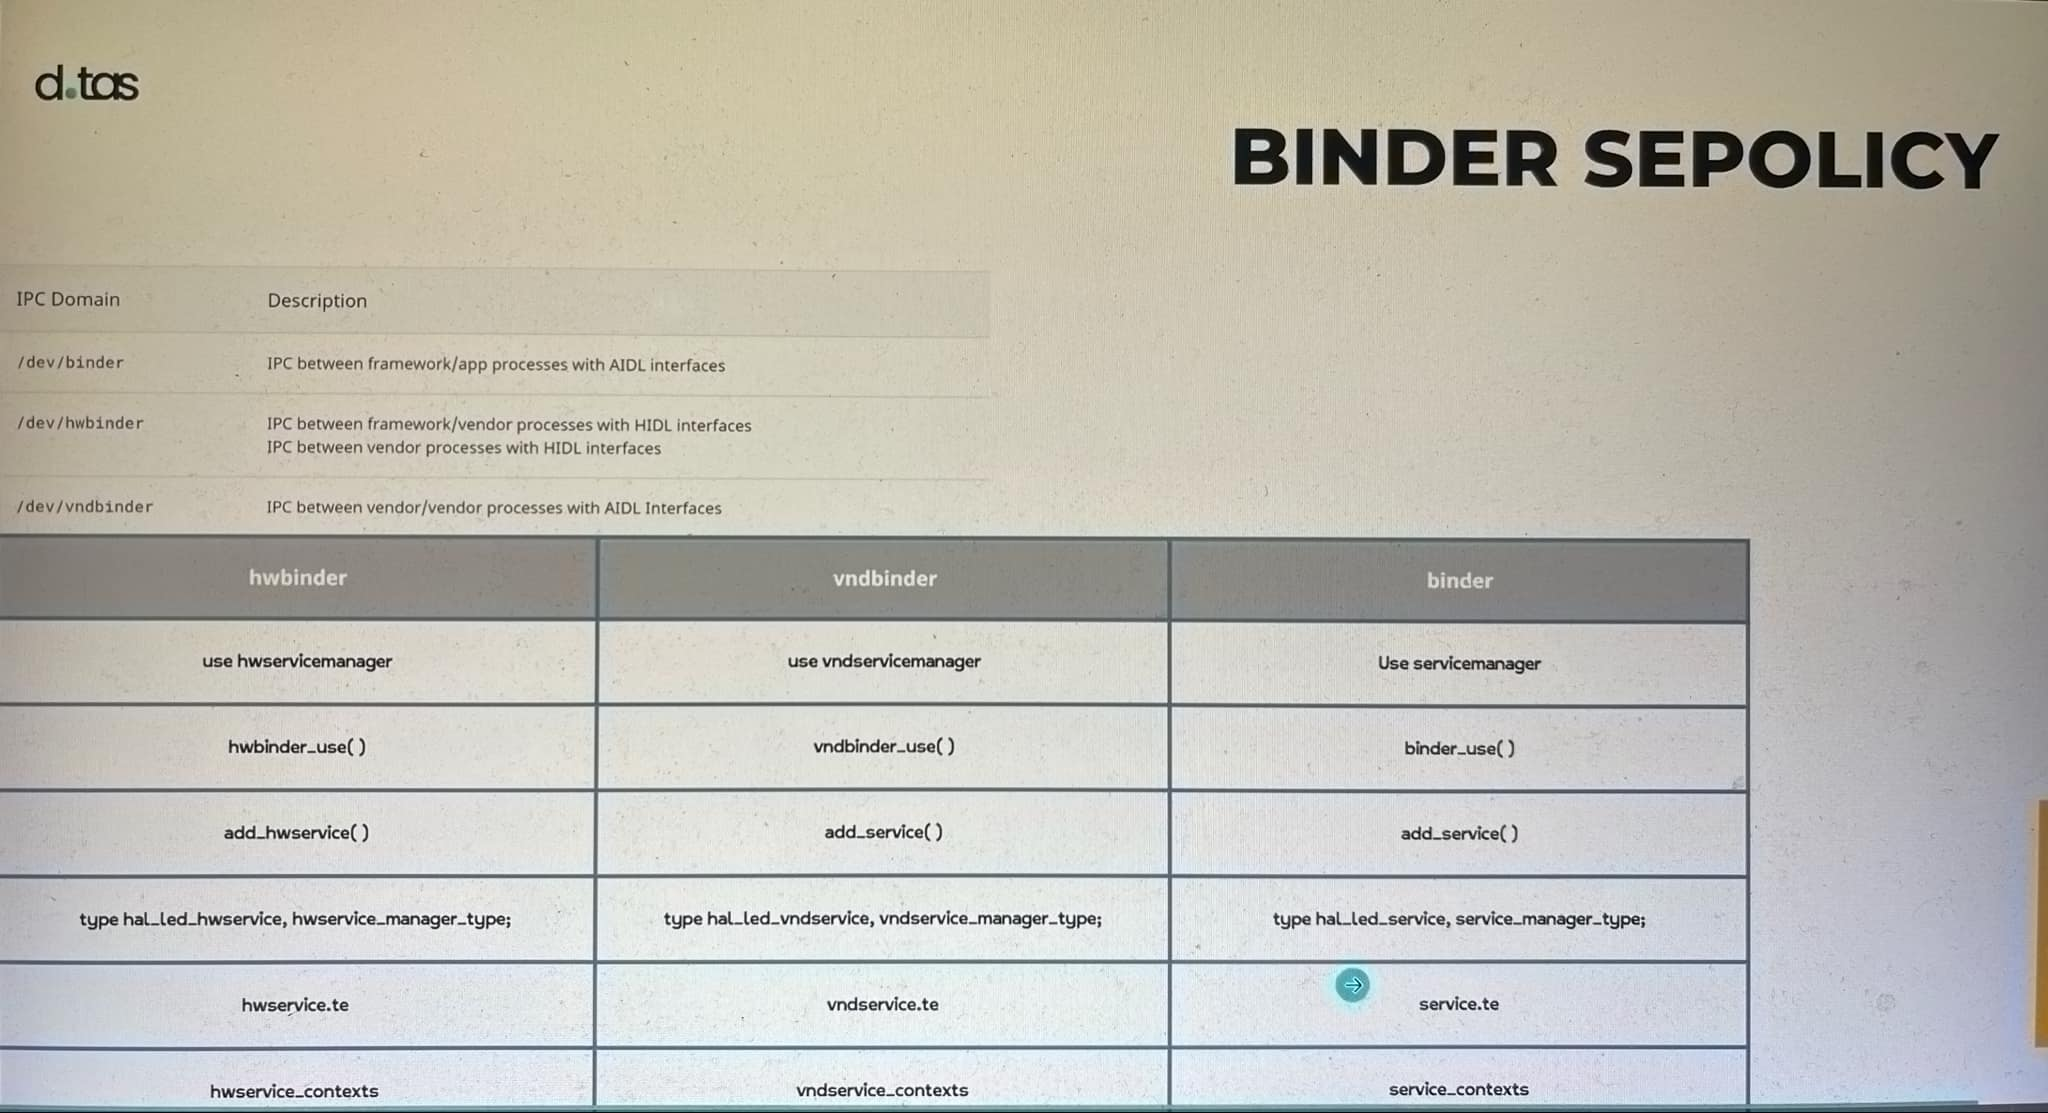 d.tas
BINDER SEPOLICY
IPC Domain Description
/dev/binder IPC between framework/app processes with AIDL interfaces
/dev/hwbinder IPC between framework/vendor processes with HIDL interfaces
IPC between vendor processes with HIDL interfaces
/dev/vndbinder IPC between vendor/vendor processes with AIDL Interfaces
hwbinder vndbinder binder
use hwservicemanager use vndservicemanager Use servicemanager
hwbinder_use( ) vndbinder_use( ) binder_use( )
add_hwservice( ) add_service( ) add_service( )
type hal_led_hwservice, hwservice_manager_type; type hal_led_vndservice, vndservice_manager_type; type hal_led_service, service_manager_type;
hwservice.te vndservice.te service.te
hwservice_contexts vndservice_contexts service_contexts